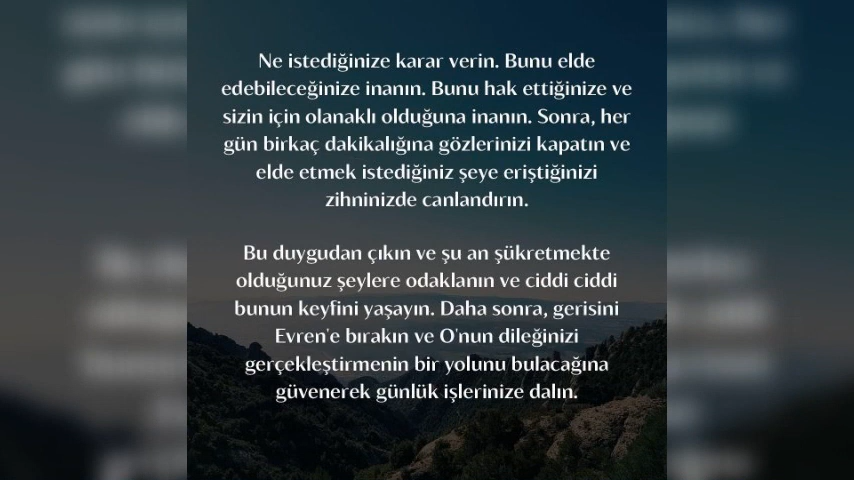 Ne istediğinize karar verin. Bunu elde
edebileceğinize inanın. Bunu hak ettiğinize ve
sizin için olanaklı olduğuna inanın. Sonra, her
gün birkaç dakikalığına gözlerinizi kapatın ve
elde etmek istediğiniz şeye eriştiğinizi
zihninizde canlandırın.
Bu duygudan çıkın ve şu an şükretmekte
olduğunuz şeylere odaklanın ve ciddi ciddi
bunun keyfini yaşayın. Daha sonra, gerisini
Evren'e bırakın ve O'nun dileğinizi
gerçekleştirmenin bir yolunu bulacağına
güvenerek günlük işlerinize dalın.